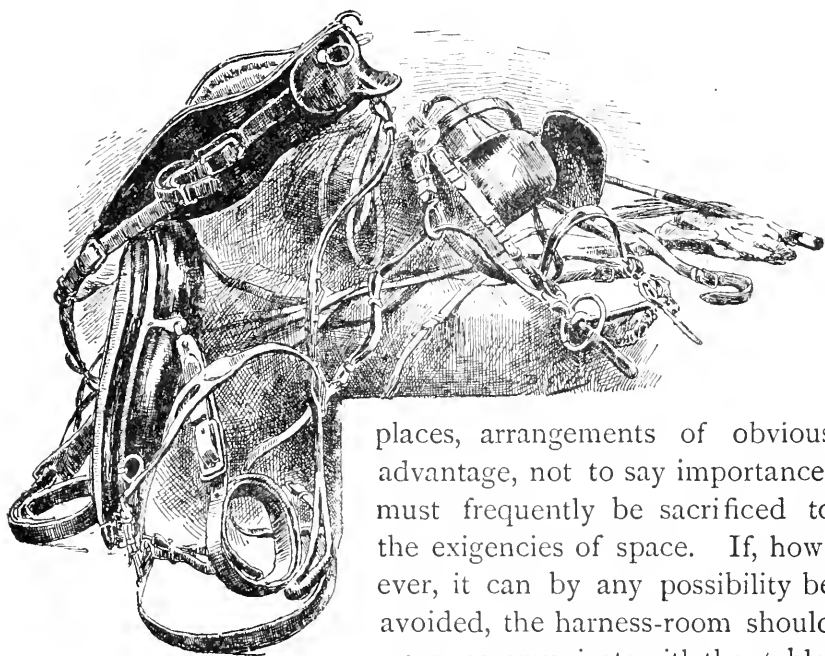 places, arrangements of obvious
advantage, not to say importance
must frequently be sacrificed to
the exigencies of space. If, how
ever, it can by any possibility be
avoided, the harness-room should